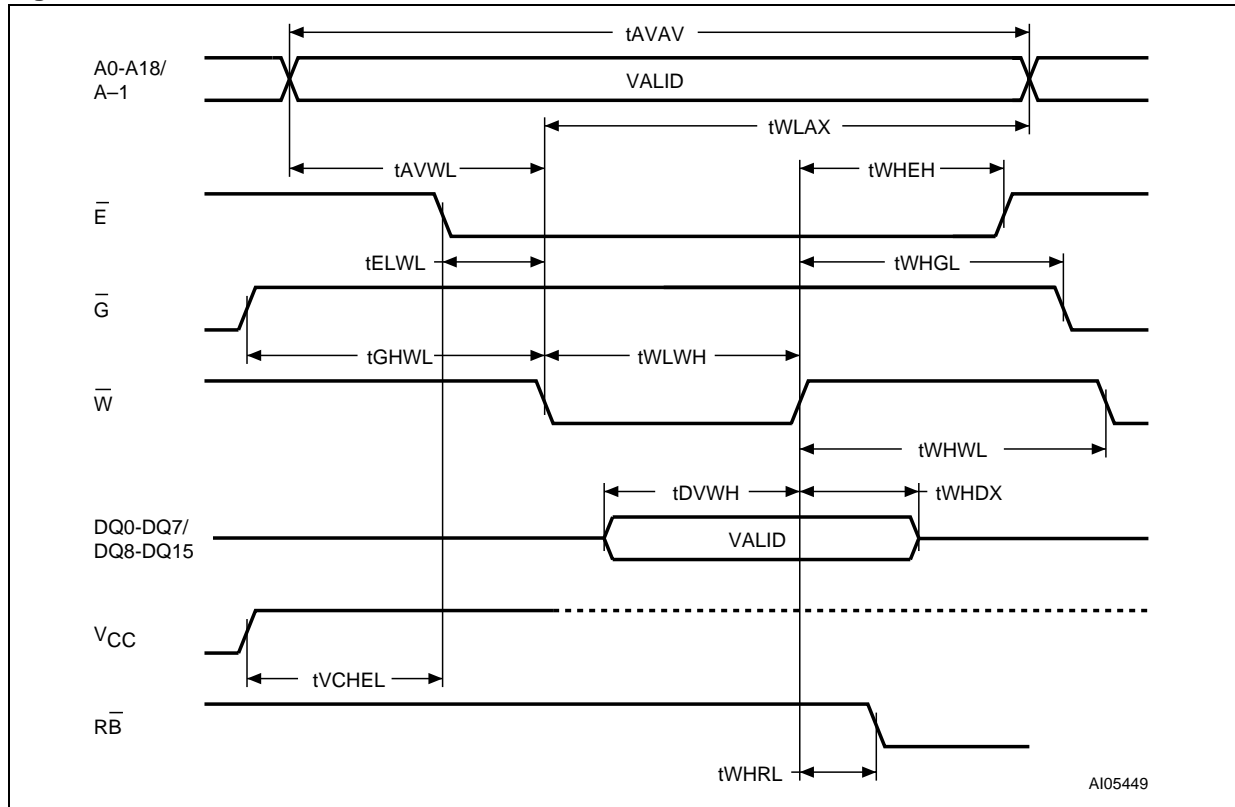 tAVAV
A0-A18/
A–1
VALID
tWLAX
tAVWL
tWHEH
E̅
tELWL
tWHGL
G̅
tGHWL
tWLWH
W̅
tWHWL
tDVWH
tWHDX
DQ0-DQ7/
DQ8-DQ15
VALID
VCC
tVCHEL
RB̅
tWHRL
AI05449